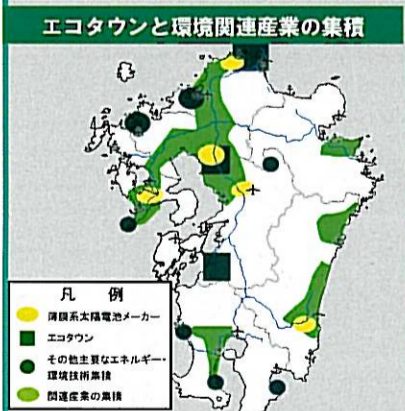 エコタウンと環境関連産業の集積
凡例
薄膜系太陽電池メーカー
エコタウン
その他主要なエネルギー・
環境技術集積
関連産業の集積